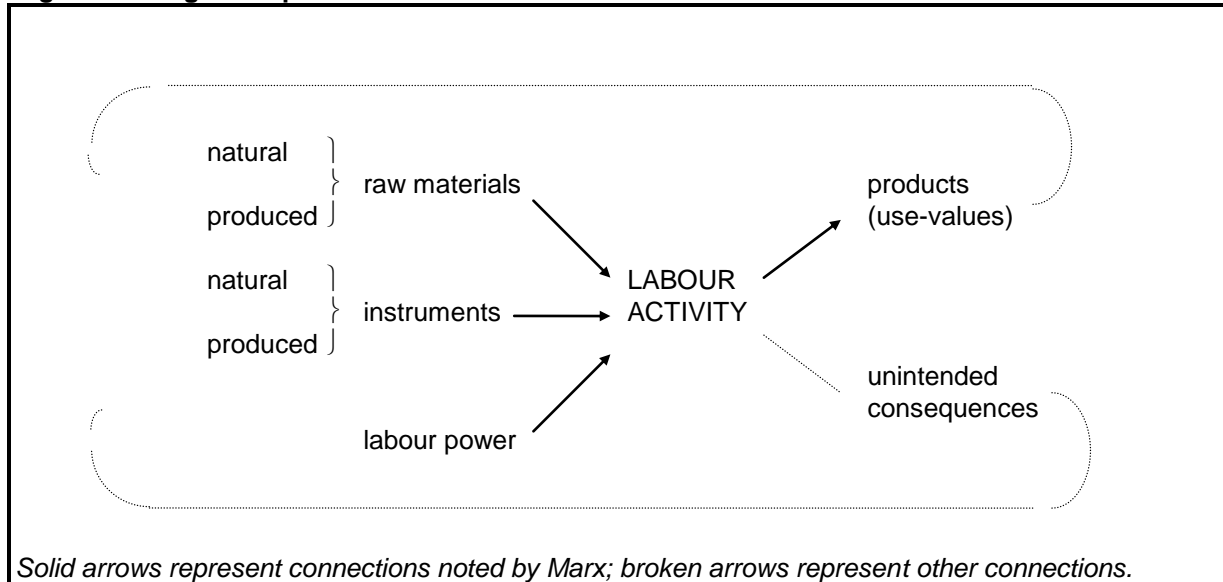 natural
raw materials
produced
natural
instruments
produced
labour power
LABOUR
ACTIVITY
products
(use-values)
unintended
consequences
Solid arrows represent connections noted by Marx; broken arrows represent other connections.